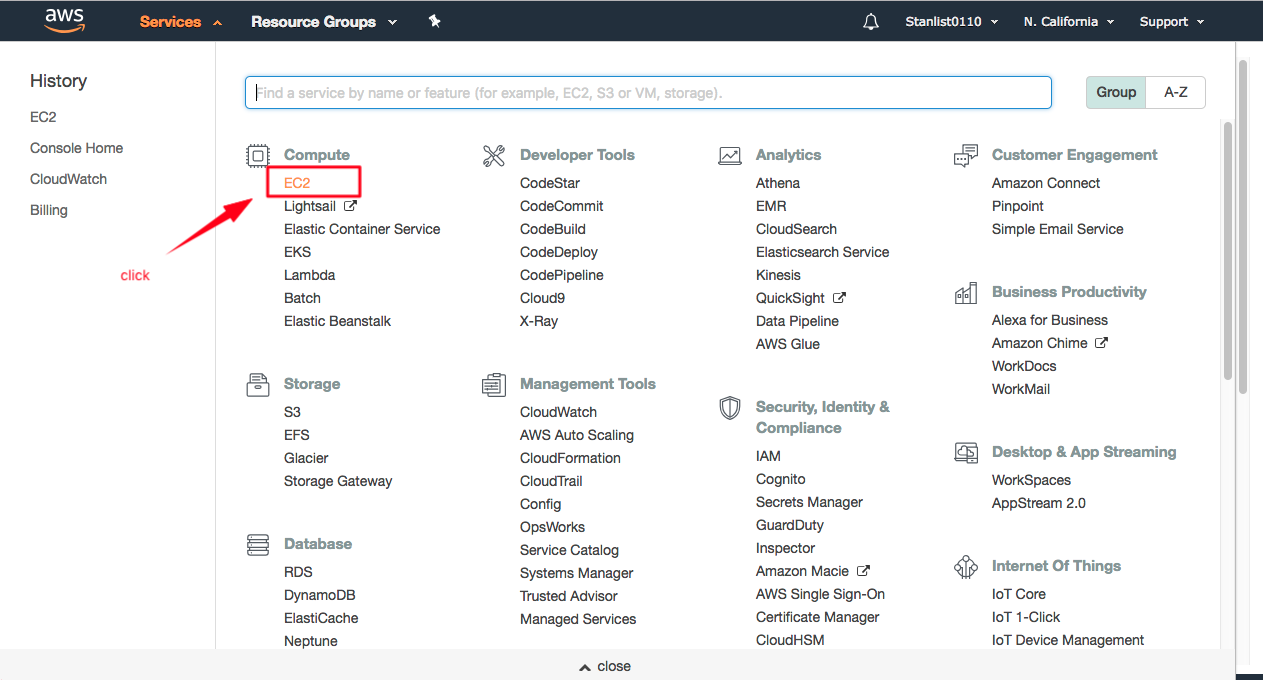 aws
Services
Resource Groups
Stanlist0110
N. California
Support
History
EC2
Console Home
CloudWatch
Billing
Find a service by name or feature (for example, EC2, S3 or VM, storage).
Group
A-Z
click
Compute
EC2
Lightsail
Elastic Container Service
EKS
Lambda
Batch
Elastic Beanstalk
Storage
S3
EFS
Glacier
Storage Gateway
Database
RDS
DynamoDB
ElastiCache
Neptune
Developer Tools
CodeStar
CodeCommit
CodeBuild
CodeDeploy
CodePipeline
Cloud9
X-Ray
Management Tools
CloudWatch
AWS Auto Scaling
CloudFormation
CloudTrail
Config
OpsWorks
Service Catalog
Systems Manager
Trusted Advisor
Managed Services
Analytics
Athena
EMR
CloudSearch
Elasticsearch Service
Kinesis
QuickSight
Data Pipeline
AWS Glue
Security, Identity &
Compliance
IAM
Cognito
Secrets Manager
GuardDuty
Inspector
Amazon Macie
AWS Single Sign-On
Certificate Manager
CloudHSM
Customer Engagement
Amazon Connect
Pinpoint
Simple Email Service
Business Productivity
Alexa for Business
Amazon Chime
WorkDocs
WorkMail
Desktop & App Streaming
WorkSpaces
AppStream 2.0
Internet Of Things
IoT Core
IoT 1-Click
IoT Device Management
close